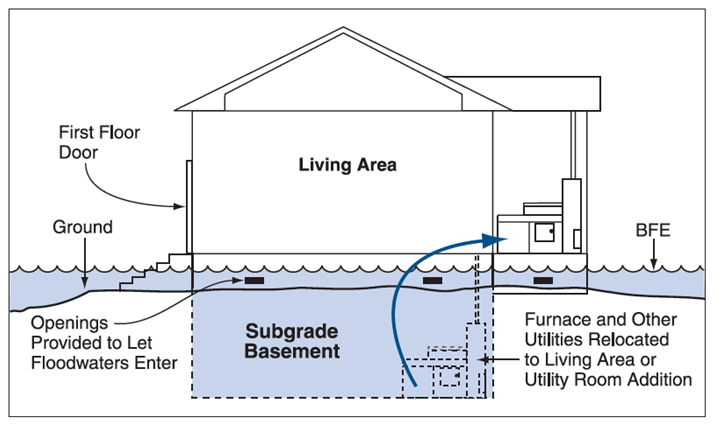 First Floor
Door
Living Area
Ground
BFE
Openings
Provided to Let
Floodwaters Enter
Subgrade
Basement
Furnace and Other
Utilities Relocated
to Living Area or
Utility Room Addition